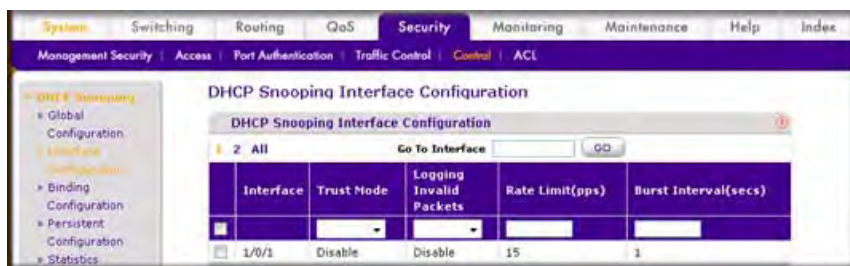 System Switching Routing QoS Security Monitoring Maintenance Help Index
Management Security Access Port Authentication Traffic Control Control ACL
DHCP Snooping Interface Configuration
DHCP Snooping
Global
Configuration
Interface
Configuration
Binding
Configuration
Persistent
Configuration
Statistics
DHCP Snooping Interface Configuration
1 2 All Go To Interface GO
Interface Trust Mode Logging Invalid Packets Rate Limit(pps) Burst Interval(secs)
1/0/1 Disable Disable 15 1